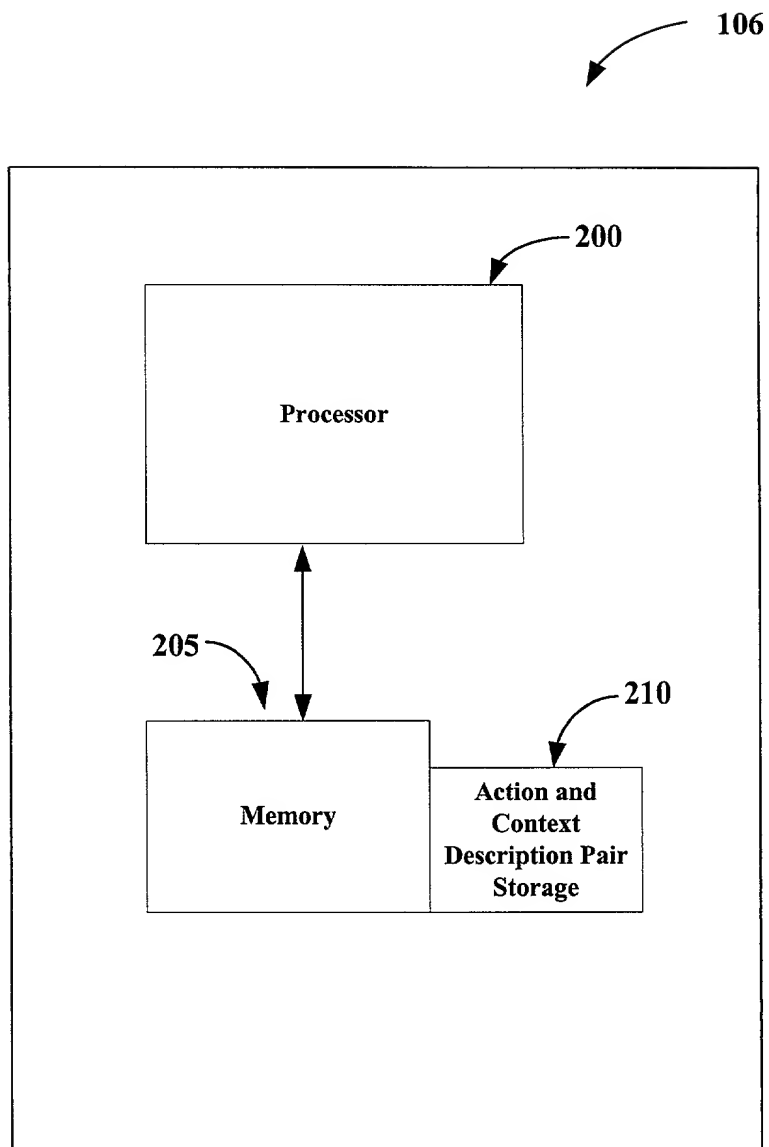 106
200
Processor
205
210
Memory
Action and
Context
Description Pair
Storage